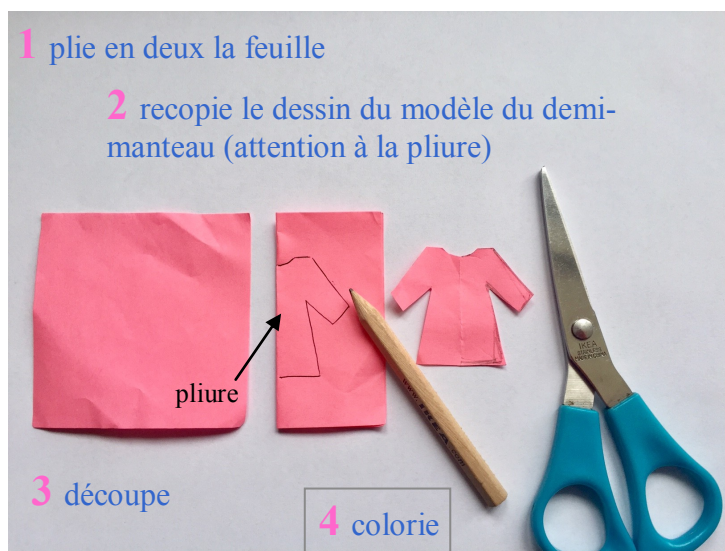 1 plie en deux la feuille
2 recopie le dessin du modèle du demi-
manteau (attention à la pliure)
pliure
IKEA
3 découpe
4 colorie